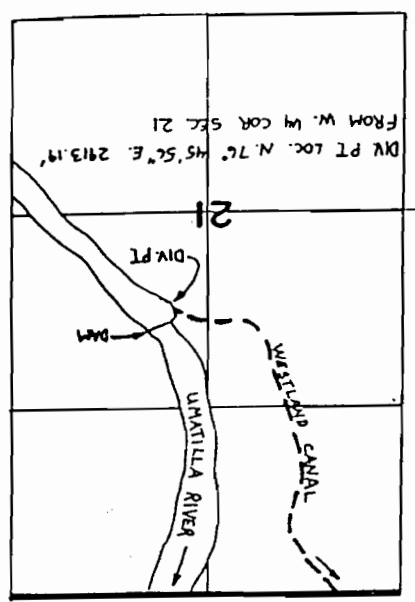 DIV. PT LOC. N. 76° 45' 56" E. 2913.19'
FROM W. 1/4 COR SEC. 21
21
DIV. PT
DAM
WESTLAND CANAL
UMATILLA RIVER